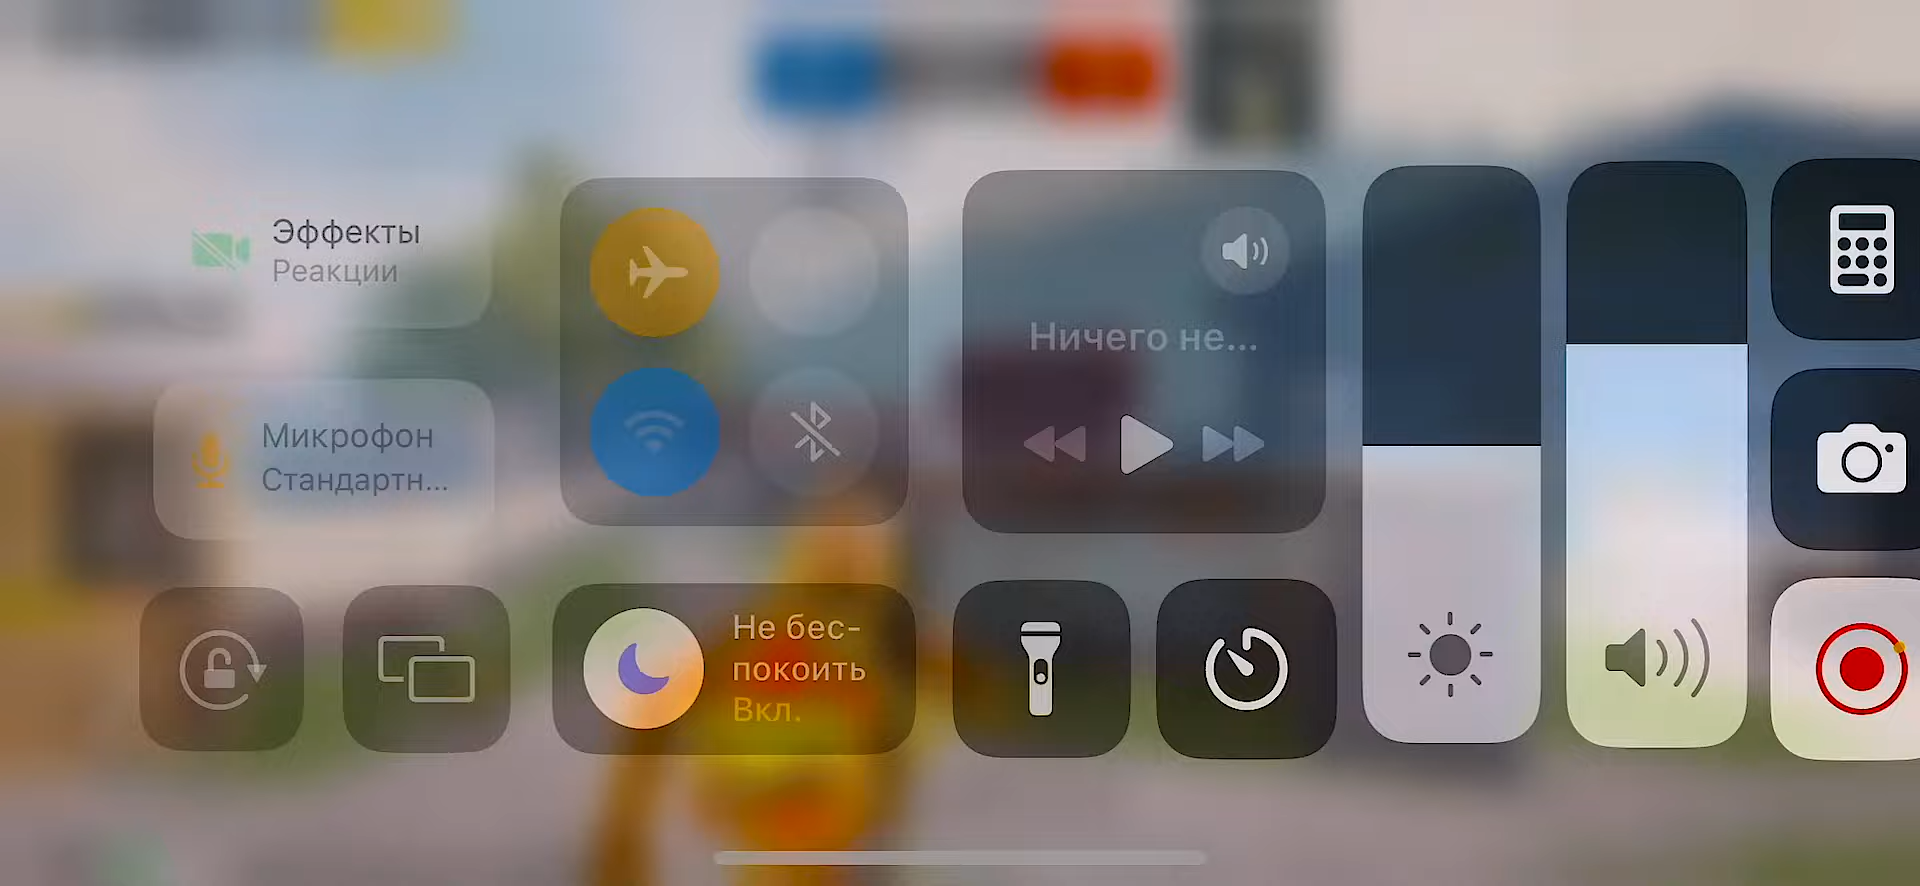 Эффекты
Реакции
Микрофон
Стандартн...
Ничего не...
Не бес-
покоить
Вкл.